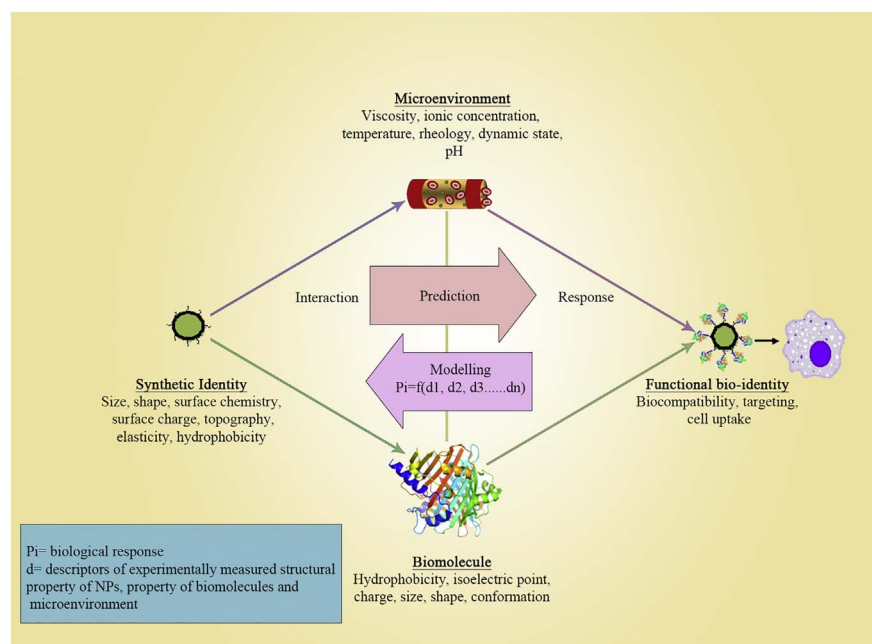 Microenvironment
Viscosity, ionic concentration,
temperature, rheology, dynamic state,
pH
Interaction
Prediction
Response
Modelling
Pi=f(d1, d2, d3......dn)
Synthetic Identity
Size, shape, surface chemistry,
surface charge, topography,
elasticity, hydrophobicity
Functional bio-identity
Biocompatibility, targeting,
cell uptake
Biomolecule
Hydrophobicity, isoelectric point,
charge, size, shape, conformation
Pi= biological response
d= descriptors of experimentally measured structural
property of NPs, property of biomolecules and
microenvironment